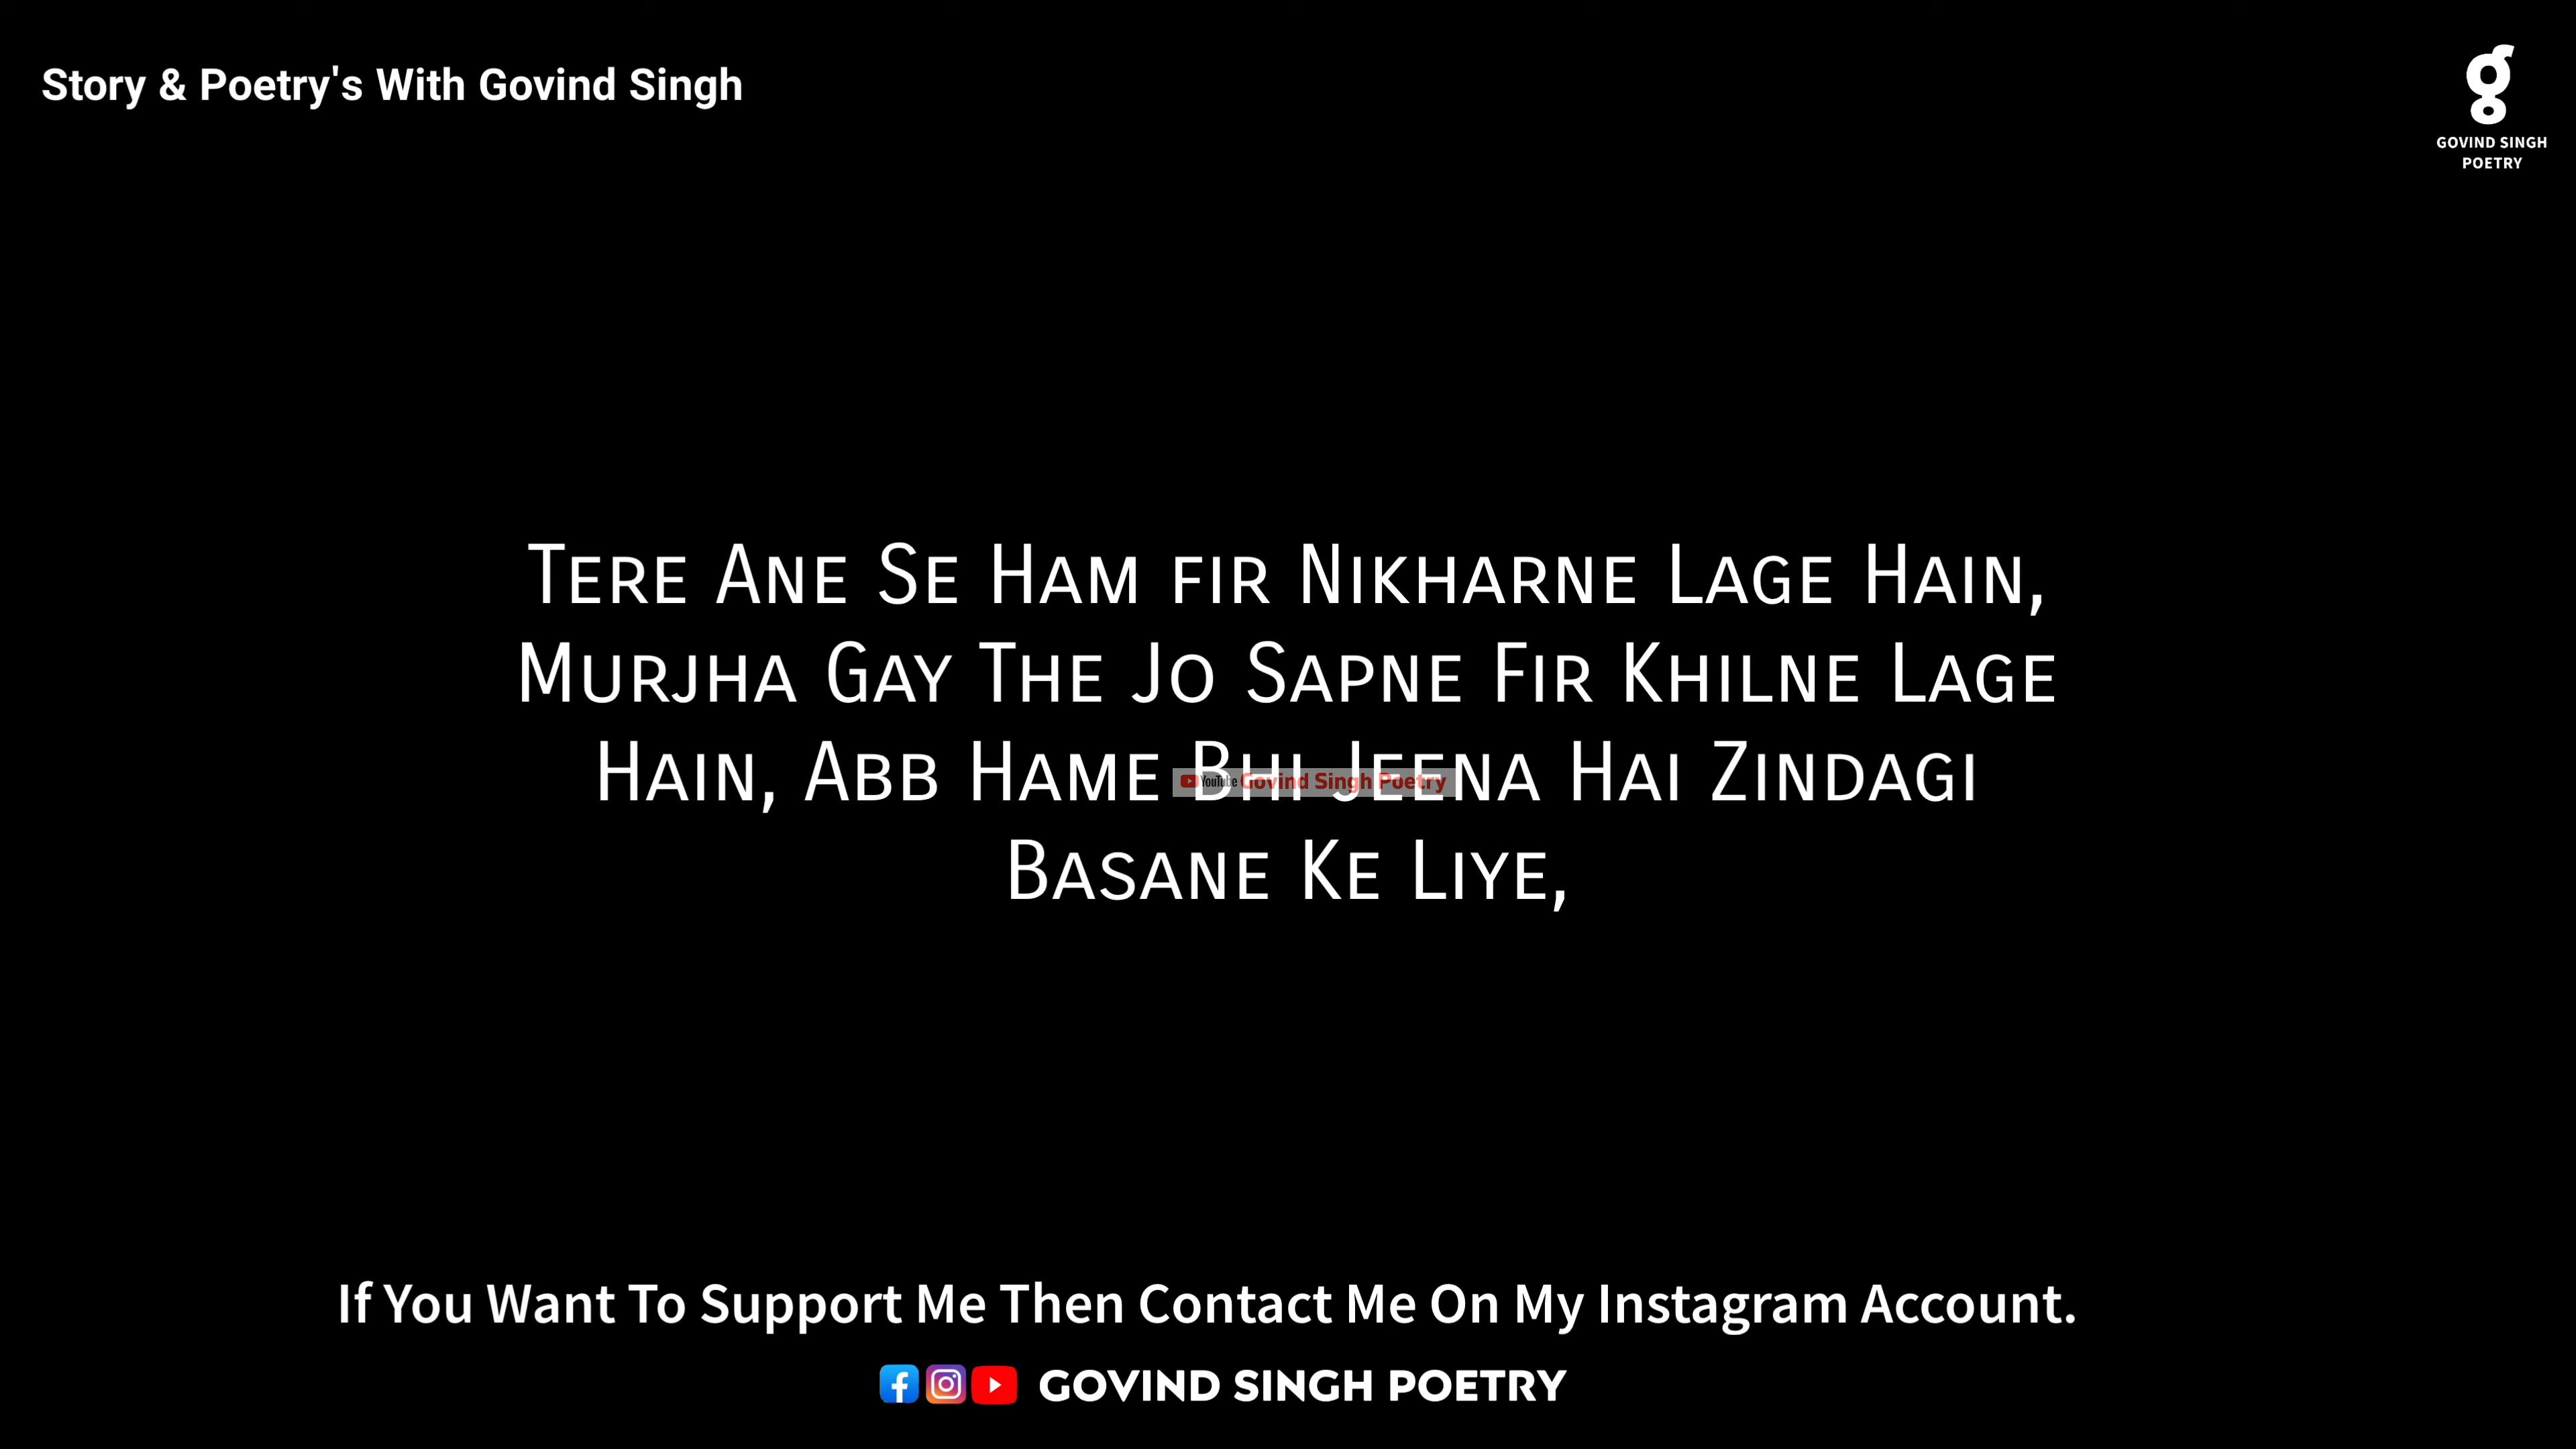 Story & Poetry's With Govind Singh
GOVIND SINGH
POETRY
Tere Ane Se Ham fir Nikharne Lage Hain,
Murjha Gay The Jo Sapne Fir Khilne Lage
Hain, Abb Hame Bhi Jeena Hai Zindagi
YouTube Govind Singh Poetry
Basane Ke Liye,
If You Want To Support Me Then Contact Me On My Instagram Account.
GOVIND SINGH POETRY